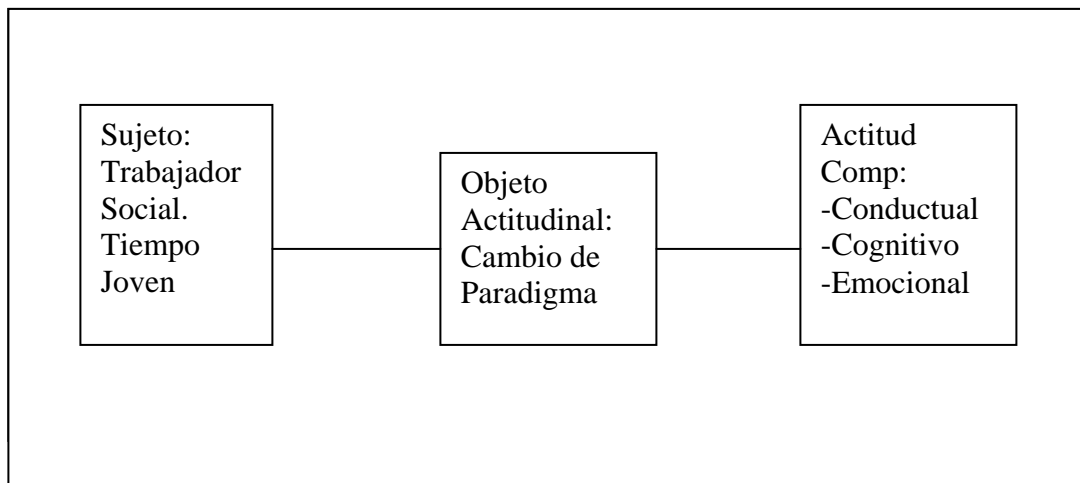 Sujeto:
Trabajador
Social.
Tiempo
Joven
Objeto
Actitudinal:
Cambio de
Paradigma
Actitud
Comp:
-Conductual
-Cognitivo
-Emocional